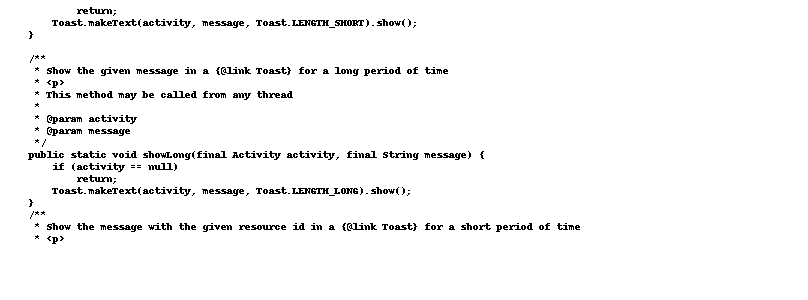 return;
Toast.makeText(activity, message, Toast.LENGTH_SHORT).show();
}
/**
* Show the given message in a {@link Toast} for a long period of time
* <p>
* This method may be called from any thread
*
* @param activity
* @param message
*/
public static void showLong(final Activity activity, final String message) {
if (activity == null)
return;
Toast.makeText(activity, message, Toast.LENGTH_LONG).show();
}
/**
* Show the message with the given resource id in a {@link Toast} for a short period of time
* <p>